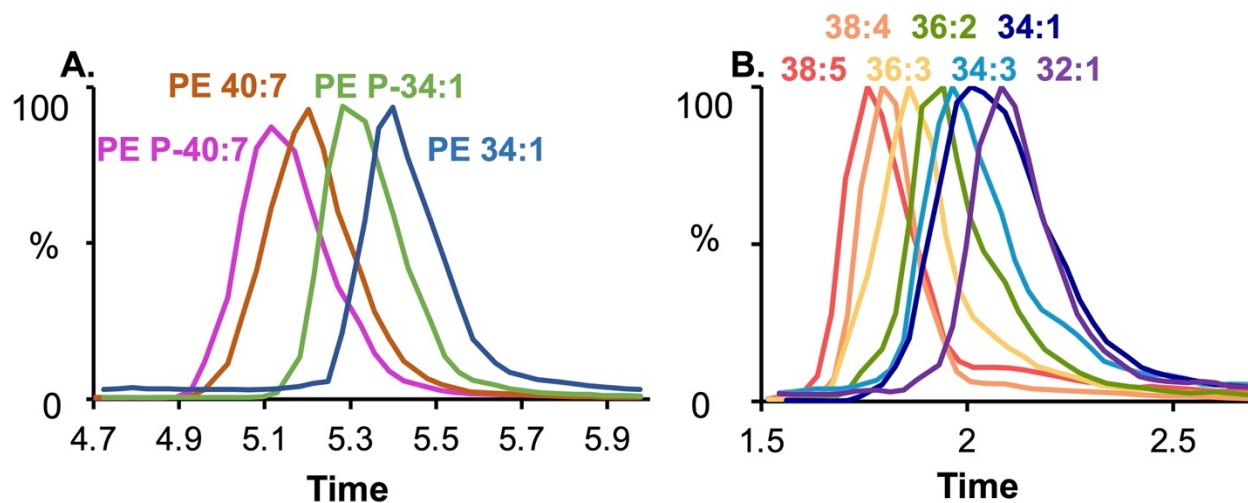 A.
PE 40:7 PE P-34:1
100
PE P-40:7 PE 34:1
%
0
4.7 4.9 5.1 5.3 5.5 5.7 5.9
Time
38:4 36:2 34:1
B.
38:5 36:3 34:3 32:1
100
%
0
1.5 2 2.5
Time